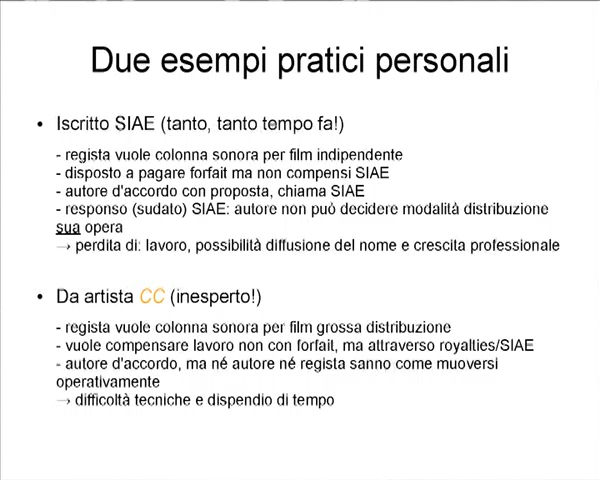 Due esempi pratici personali
• Iscritto SIAE (tanto, tanto tempo fa!)
- regista vuole colonna sonora per film indipendente
- disposto a pagare forfait ma non compensi SIAE
- autore d'accordo con proposta, chiama SIAE
- responso (sudato) SIAE: autore non può decidere modalità distribuzione
sua opera
→ perdita di: lavoro, possibilità diffusione del nome e crescita professionale
• Da artista CC (inesperto!)
- regista vuole colonna sonora per film grossa distribuzione
- vuole compensare lavoro non con forfait, ma attraverso royalties/SIAE
- autore d'accordo, ma né autore né regista sanno come muoversi
operativamente
→ difficoltà tecniche e dispendio di tempo